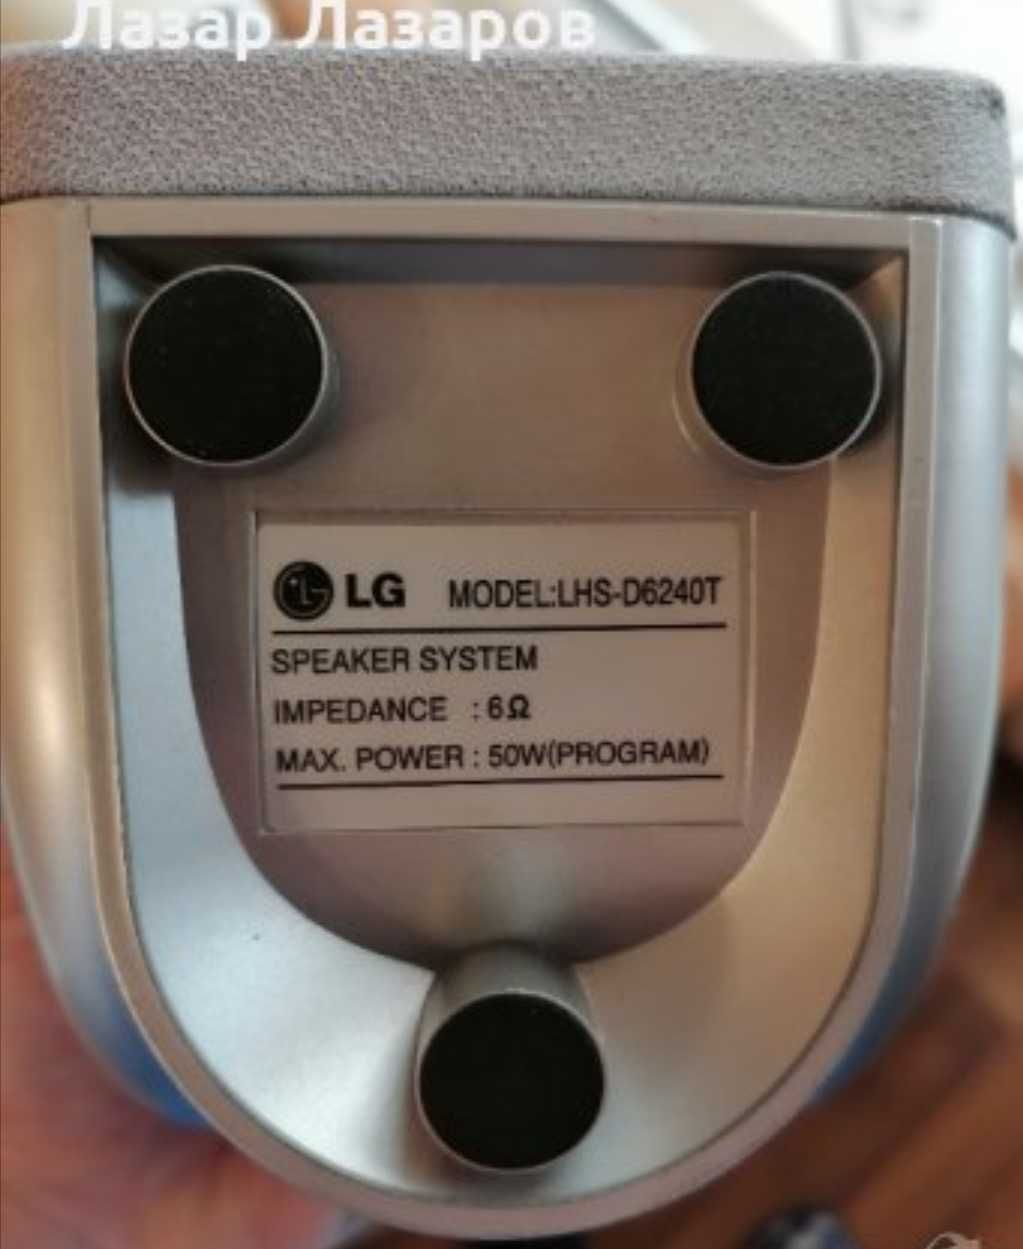 Лазар Лазаров
LG MODEL:LHS-D6240T
SPEAKER SYSTEM
IMPEDANCE : 6Ω
MAX. POWER : 50W(PROGRAM)